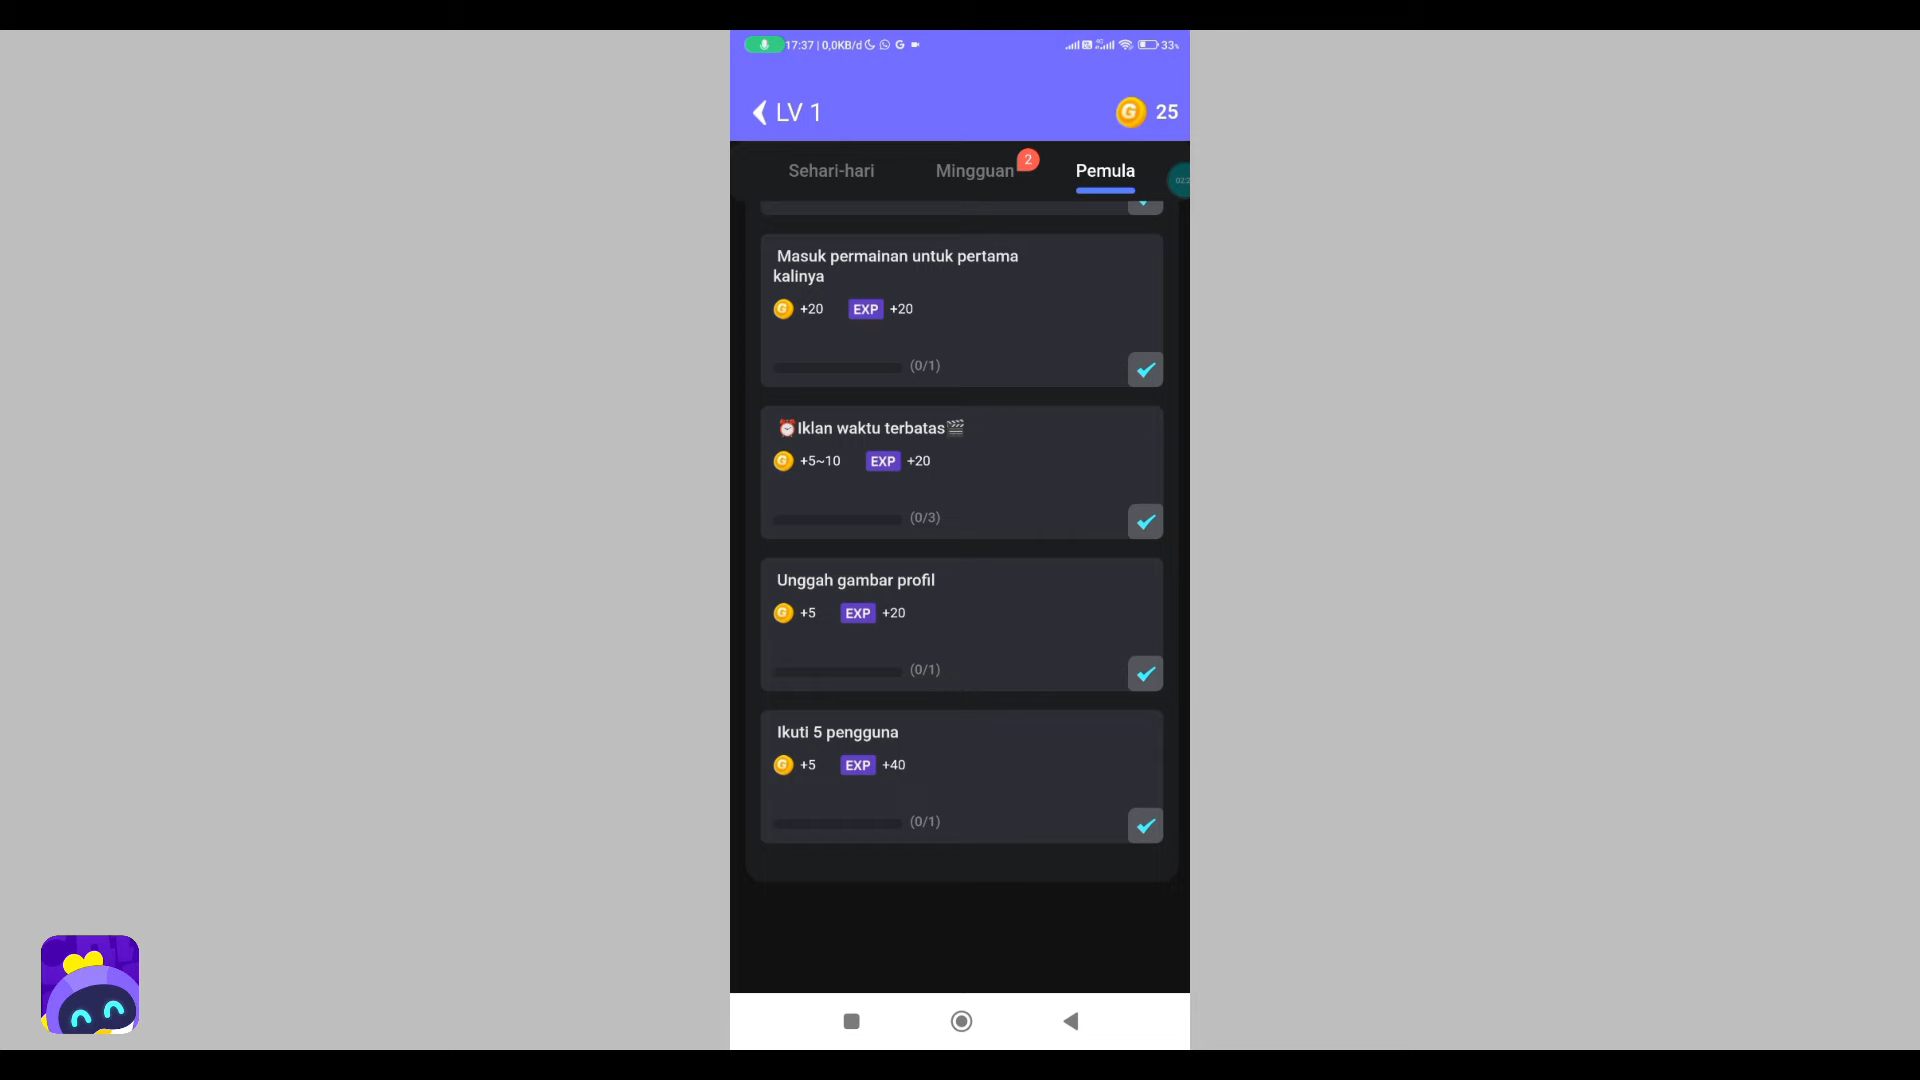 17:37 | 0,0KB/d
33%
LV 1
25
Sehari-hari
Mingguan
2
Pemula
Masuk permainan untuk pertama
kalinya
+20 EXP +20
(0/1)
⏰Iklan waktu terbatas🎬
+5~10 EXP +20
(0/3)
Unggah gambar profil
+5 EXP +20
(0/1)
Ikuti 5 pengguna
+5 EXP +40
(0/1)